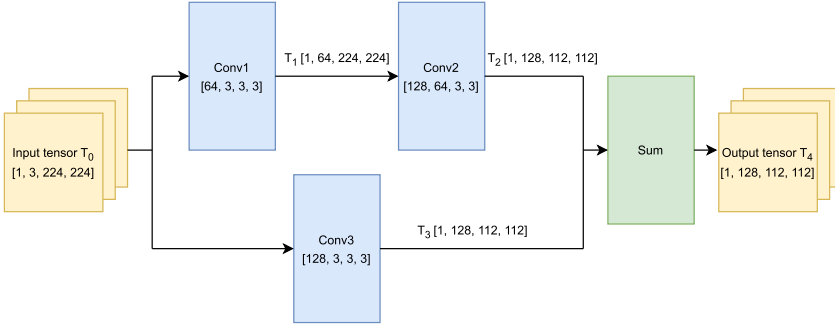 Input tensor T0
[1, 3, 224, 224]
Conv1
[64, 3, 3, 3]
T1 [1, 64, 224, 224]
Conv2
[128, 64, 3, 3]
T2 [1, 128, 112, 112]
Conv3
[128, 3, 3, 3]
T3 [1, 128, 112, 112]
Sum
Output tensor T4
[1, 128, 112, 112]